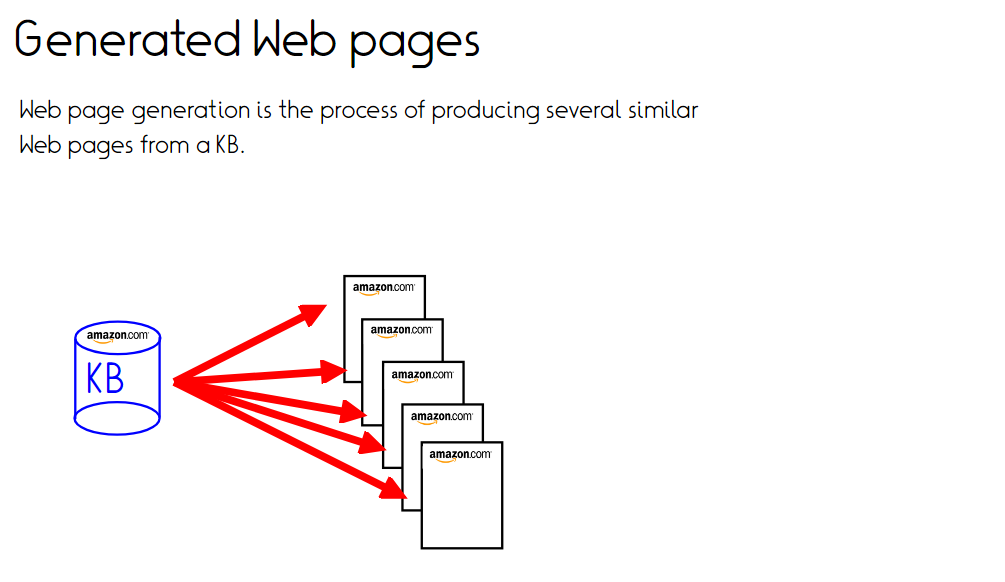 Generated Web pages
Web page generation is the process of producing several similar
Web pages from a KB.
amazon.com
amazon.com
amazon.com
KB
amazon.com
amazon.com
amazon.com